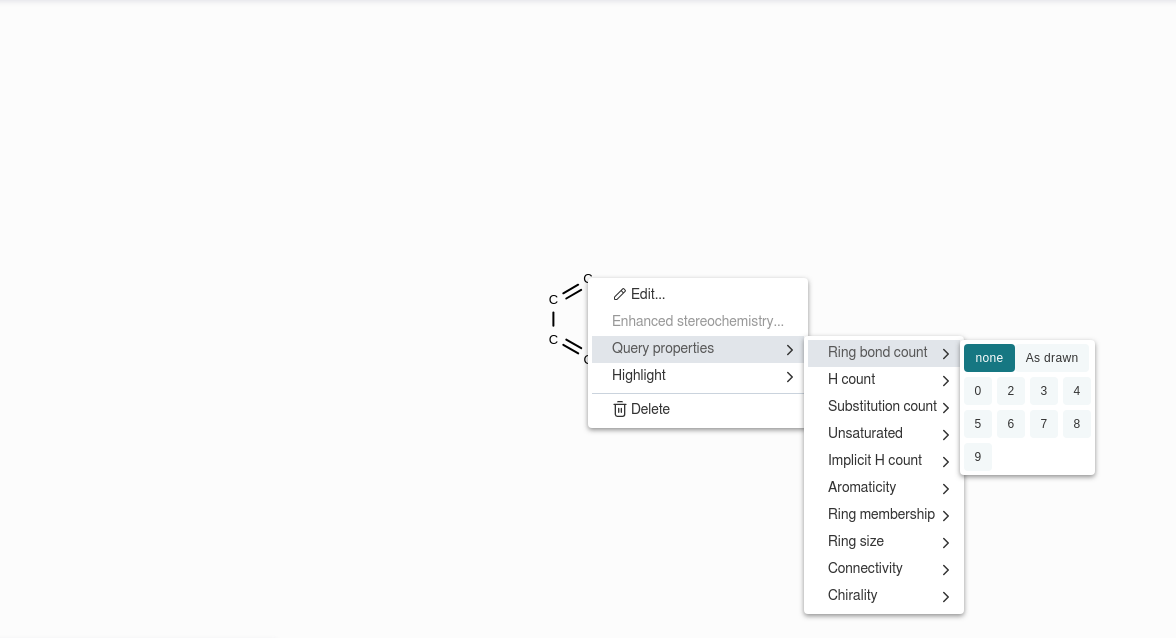 C
C
C
C
Edit...
Enhanced stereochemistry...
Query properties
Highlight
Delete
Ring bond count
H count
Substitution count
Unsaturated
Implicit H count
Aromaticity
Ring membership
Ring size
Connectivity
Chirality
none As drawn
0 2 3 4
5 6 7 8
9